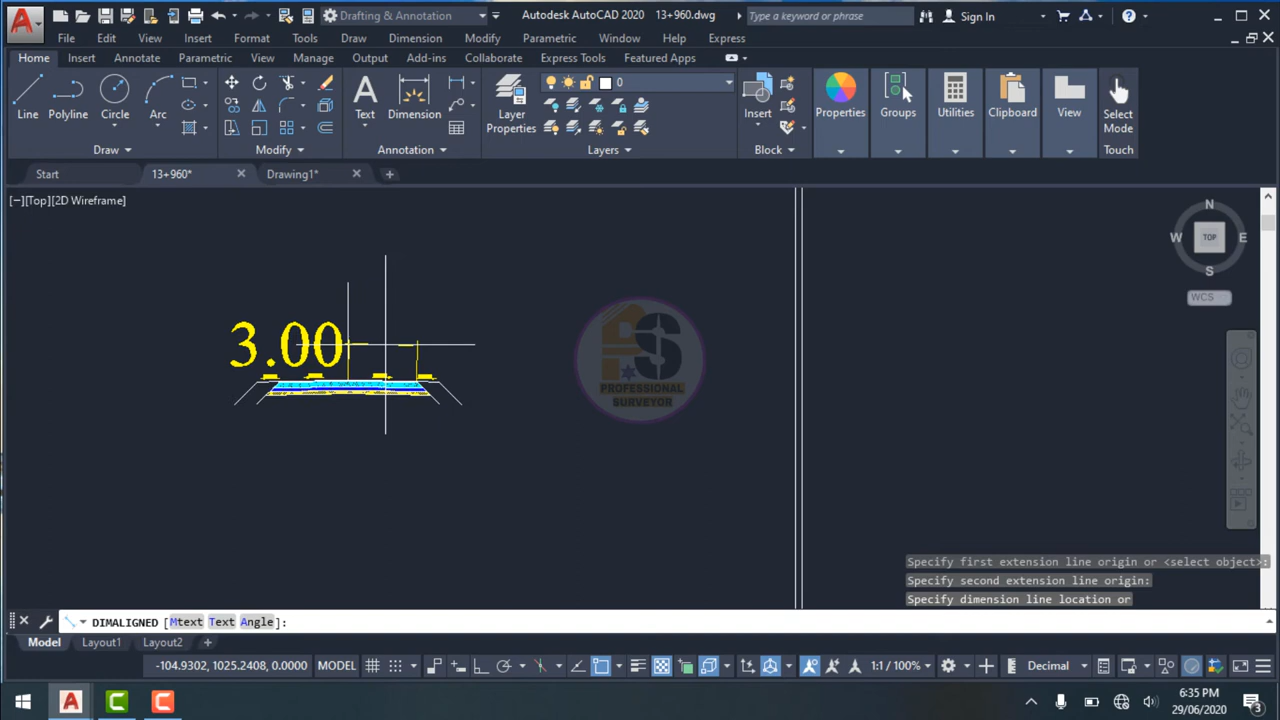 Drafting & Annotation
Autodesk AutoCAD 2020 13+960.dwg
Type a keyword or phrase
Sign In
File Edit View Insert Format Tools Draw Dimension Modify Parametric Window Help Express
Home Insert Annotate Parametric View Manage Output Add-ins Collaborate Express Tools Featured Apps
Line Polyline Circle Arc
Text Dimension
Layer Properties
0
Insert
Properties Groups Utilities Clipboard View
Select Mode
Draw Modify Annotation Layers Block Touch
Start 13+960* Drawing1*
[−][Top][2D Wireframe]
N
W TOP E
S
WCS
3.00
PROFESSIONAL
SURVEYOR
Specify first extension line origin or <select object>:
Specify second extension line origin:
Specify dimension line location or
DIMALIGNED [Mtext Text Angle]:
Model Layout1 Layout2
-104.9302, 1025.2408, 0.0000 MODEL 1:1 / 100% Decimal
6:35 PM
29/06/2020
3